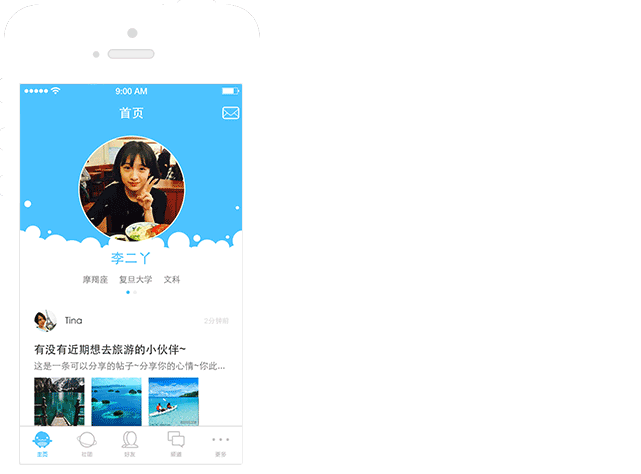 9:00 AM
首页
李二丫
摩羯座 复旦大学 文科
Tina 2分钟前
有没有近期想去旅游的小伙伴~
这是一条可以分享的帖子~分享你的心情~你此...
主页 社团 好友 频道 更多